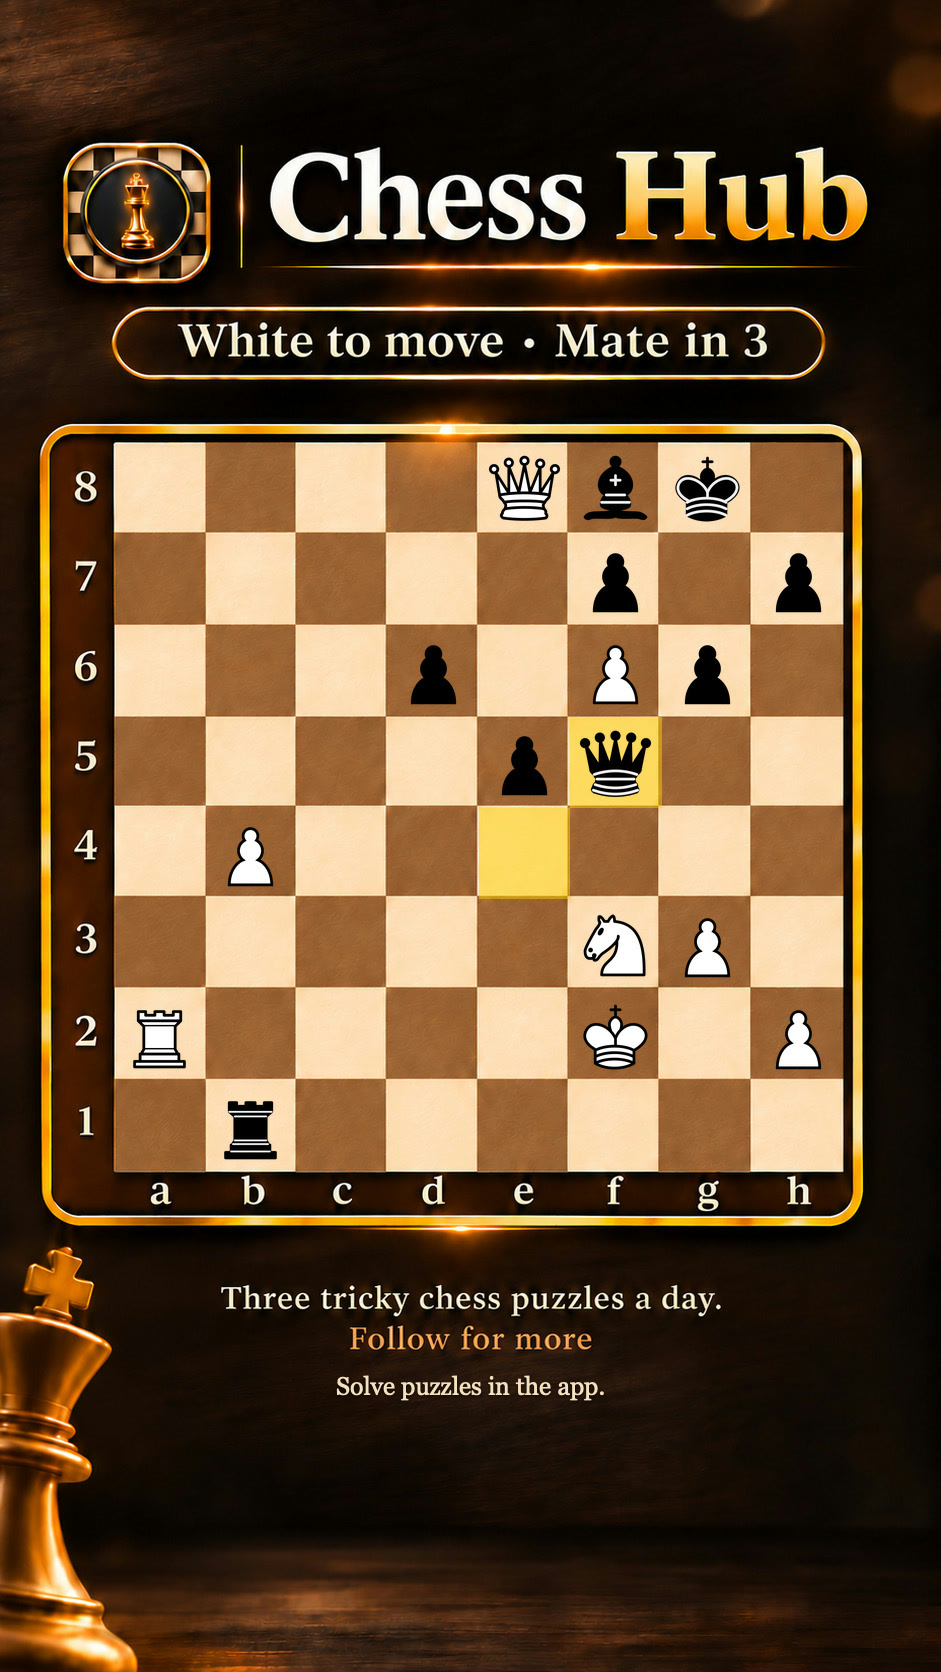 Chess Hub
White to move • Mate in 3
8
7
6
5
4
3
2
1
a b c d e f g h
Three tricky chess puzzles a day.
Follow for more
Solve puzzles in the app.